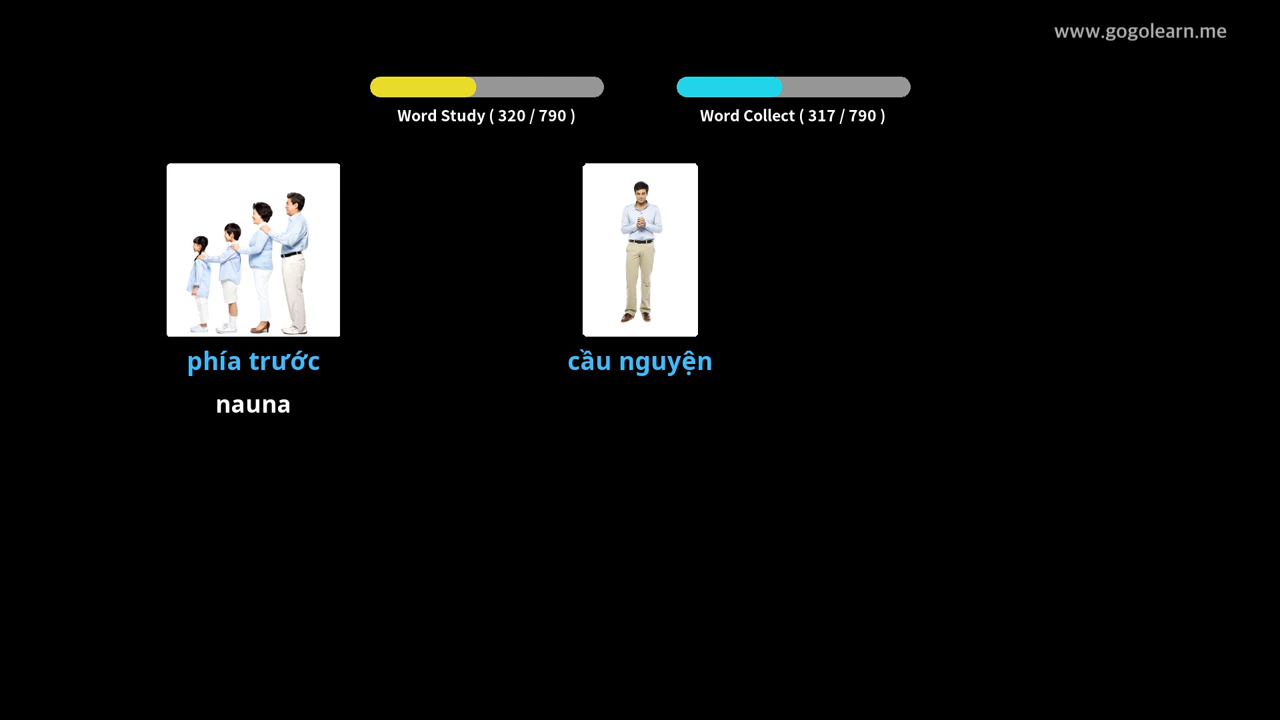 www.gogolearn.me
Word Study ( 320 / 790 )
Word Collect ( 317 / 790 )
phía trước
cầu nguyện
nauna